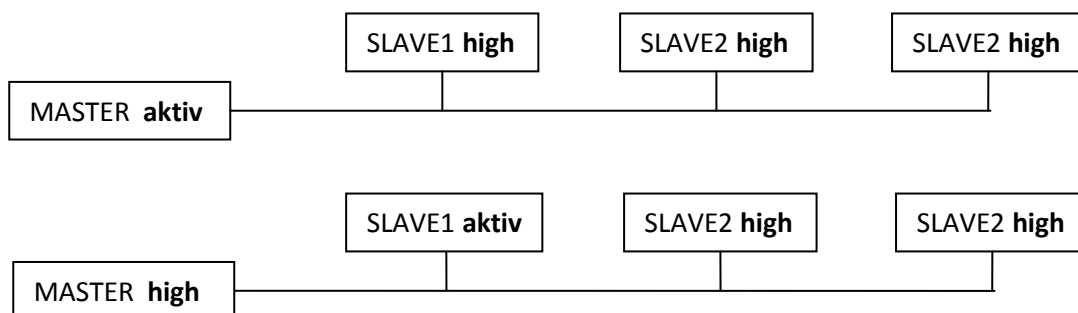 SLAVE1 high SLAVE2 high SLAVE2 high
MASTER aktiv
SLAVE1 aktiv SLAVE2 high SLAVE2 high
MASTER high